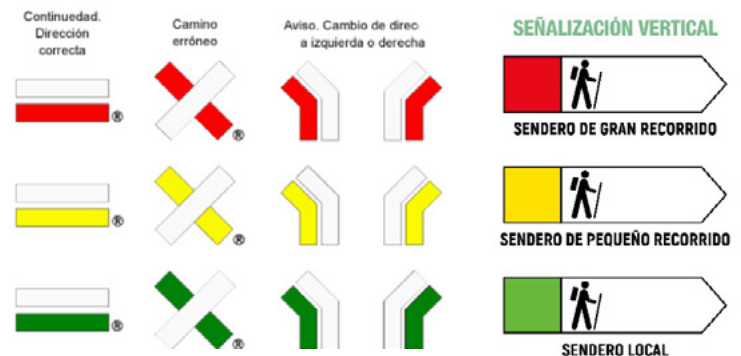 Continuedad.
Dirección
correcta
Camino
erróneo
Aviso. Cambio de direc
a izquierda o derecha
SEÑALIZACIÓN VERTICAL
®
®
SENDERO DE GRAN RECORRIDO
®
®
SENDERO DE PEQUEÑO RECORRIDO
®
®
SENDERO LOCAL